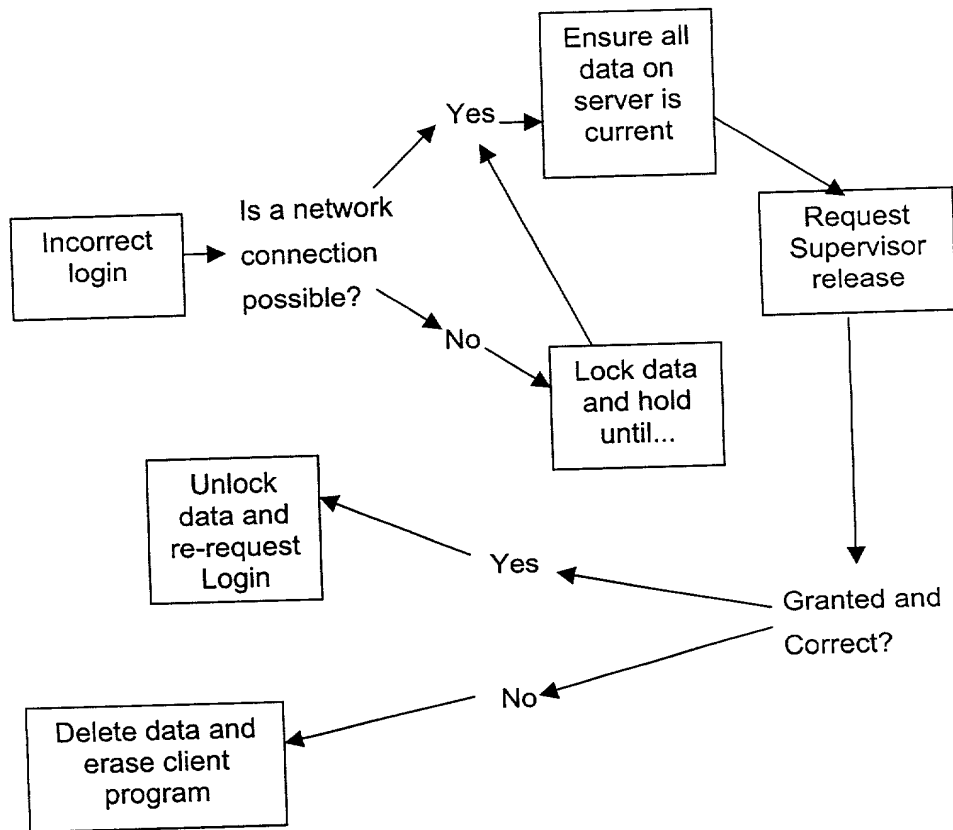 Incorrect
login
Is a network
connection
possible?
Yes
Ensure all
data on
server is
current
Request
Supervisor
release
No
Lock data
and hold
until...
Granted and
Correct?
Yes
Unlock
data and
re-request
Login
No
Delete data and
erase client
program